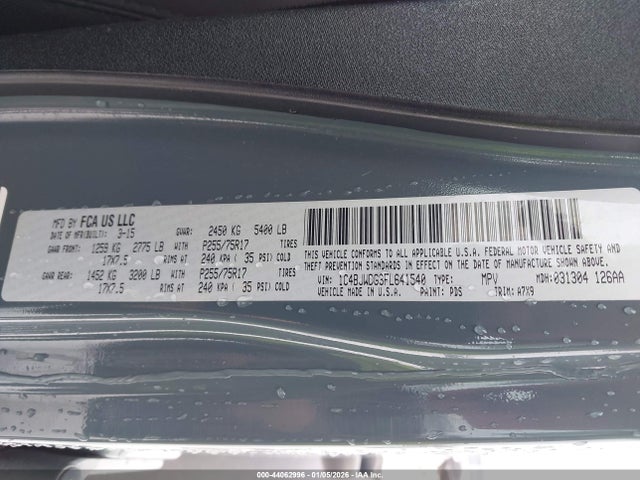 MFD BY FCA US LLC
DATE OF MFR(BUILT): 3-15 GVWR: 2450 KG 5400 LB
GAWR FRONT: 1259 KG 2775 LB WITH P255/75R17 TIRES
17X7.5 RIMS AT 240 KPA ( 35 PSI) COLD
GAWR REAR: 1452 KG 3200 LB WITH P255/75R17 TIRES
17X7.5 RIMS AT 240 KPA ( 35 PSI) COLD
THIS VEHICLE CONFORMS TO ALL APPLICABLE U.S.A. FEDERAL MOTOR VEHICLE SAFETY AND
THEFT PREVENTION STANDARDS IN EFFECT ON THE DATE OF MANUFACTURE SHOWN ABOVE.
VIN: 1C4BJWDG3FL641540 TYPE: MPV MDH: 031304 126AA
VEHICLE MADE IN U.S.A. PAINT: PDS TRIM: A7X9
000-44062996 - 01/05/2026 - © IAA Inc.